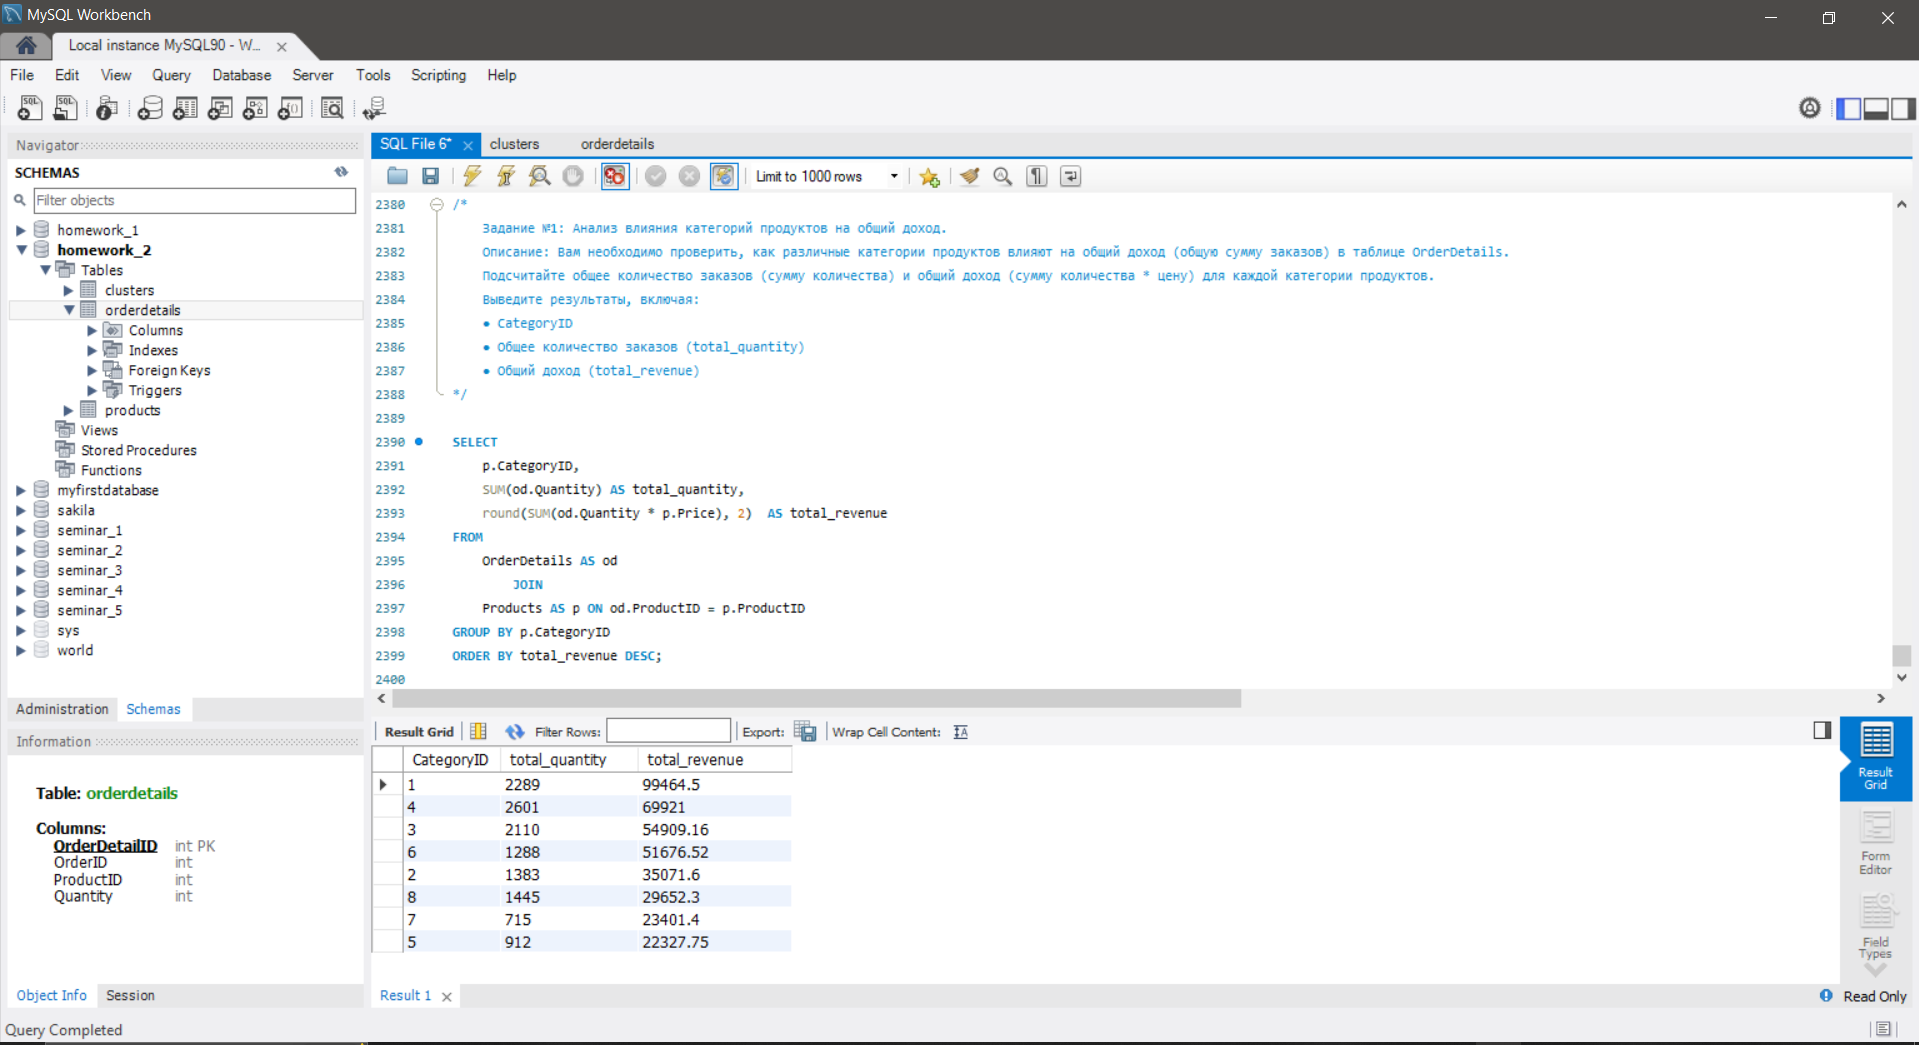 MySQL Workbench
Local instance MySQL90 - W...
File Edit View Query Database Server Tools Scripting Help
Navigator
SCHEMAS
Filter objects
homework_1
homework_2
Tables
clusters
orderdetails
Columns
Indexes
Foreign Keys
Triggers
products
Views
Stored Procedures
Functions
myfirstdatabase
sakila
seminar_1
seminar_2
seminar_3
seminar_4
seminar_5
sys
world
Administration Schemas
Information
Table: orderdetails
Columns:
OrderDetailID int PK
OrderID int
ProductID int
Quantity int
Object Info Session
Query Completed
SQL File 6* clusters orderdetails
Limit to 1000 rows
2380 /*
2381 Задание №1: Анализ влияния категорий продуктов на общий доход.
2382 Описание: Вам необходимо проверить, как различные категории продуктов влияют на общий доход (общую сумму заказов) в таблице OrderDetails.
2383 Подсчитайте общее количество заказов (сумму количества) и общий доход (сумму количества * цену) для каждой категории продуктов.
2384 Выведите результаты, включая:
2385 ● CategoryID
2386 ● Общее количество заказов (total_quantity)
2387 ● Общий доход (total_revenue)
2388 */
2389
2390 SELECT
2391 p.CategoryID,
2392 SUM(od.Quantity) AS total_quantity,
2393 round(SUM(od.Quantity * p.Price), 2)  AS total_revenue
2394 FROM
2395 OrderDetails AS od
2396 JOIN
2397 Products AS p ON od.ProductID = p.ProductID
2398 GROUP BY p.CategoryID
2399 ORDER BY total_revenue DESC;
2400
Result Grid Filter Rows: Export: Wrap Cell Content:
CategoryID total_quantity total_revenue
1 2289 99464.5
4 2601 69921
3 2110 54909.16
6 1288 51676.52
2 1383 35071.6
8 1445 29652.3
7 715 23401.4
5 912 22327.75
Result 1
Result
Grid
Form
Editor
Field
Types
Read Only